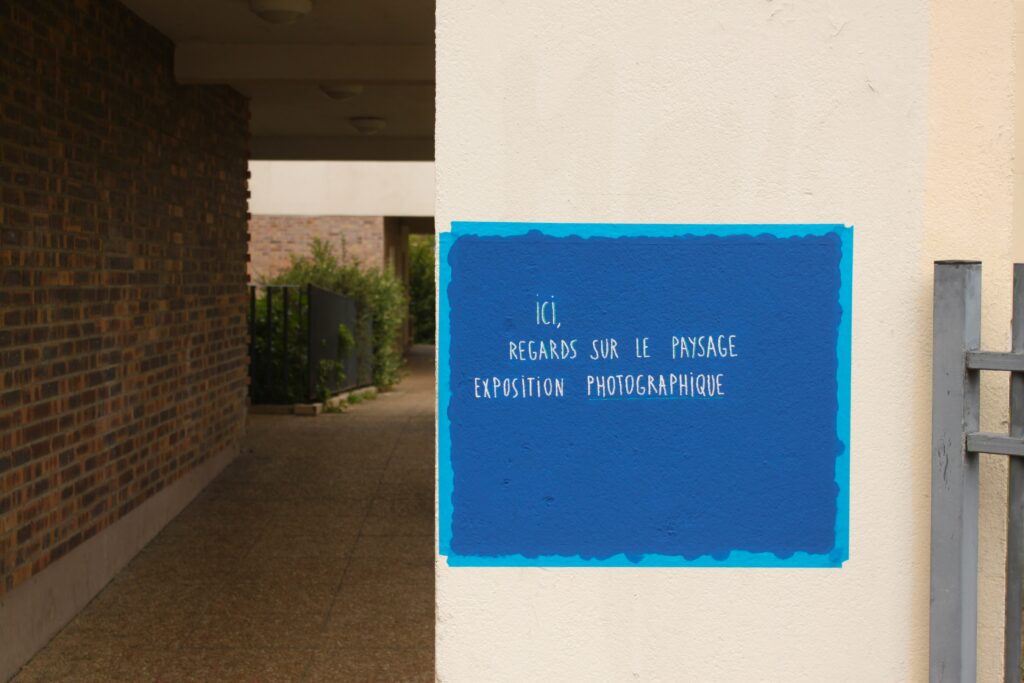 ici,
REGARDS SUR LE PAYSAGE
EXPOSiTiON PHOTOGRAPHiQUE